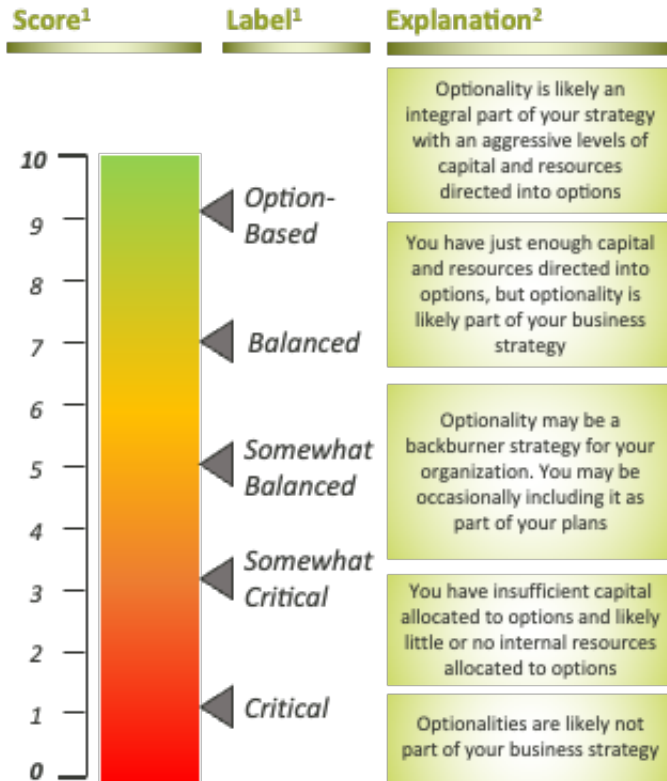 Score¹
Label¹
Explanation²
10
9
8
7
6
5
4
3
2
1
0
Option-
Based
Balanced
Somewhat
Balanced
Somewhat
Critical
Critical
Optionality is likely an
integral part of your strategy
with an aggressive levels of
capital and resources
directed into options
You have just enough capital
and resources directed into
options, but optionality is
likely part of your business
strategy
Optionality may be a
backburner strategy for your
organization. You may be
occasionally including it as
part of your plans
You have insufficient capital
allocated to options and likely
little or no internal resources
allocated to options
Optionalities are likely not
part of your business strategy